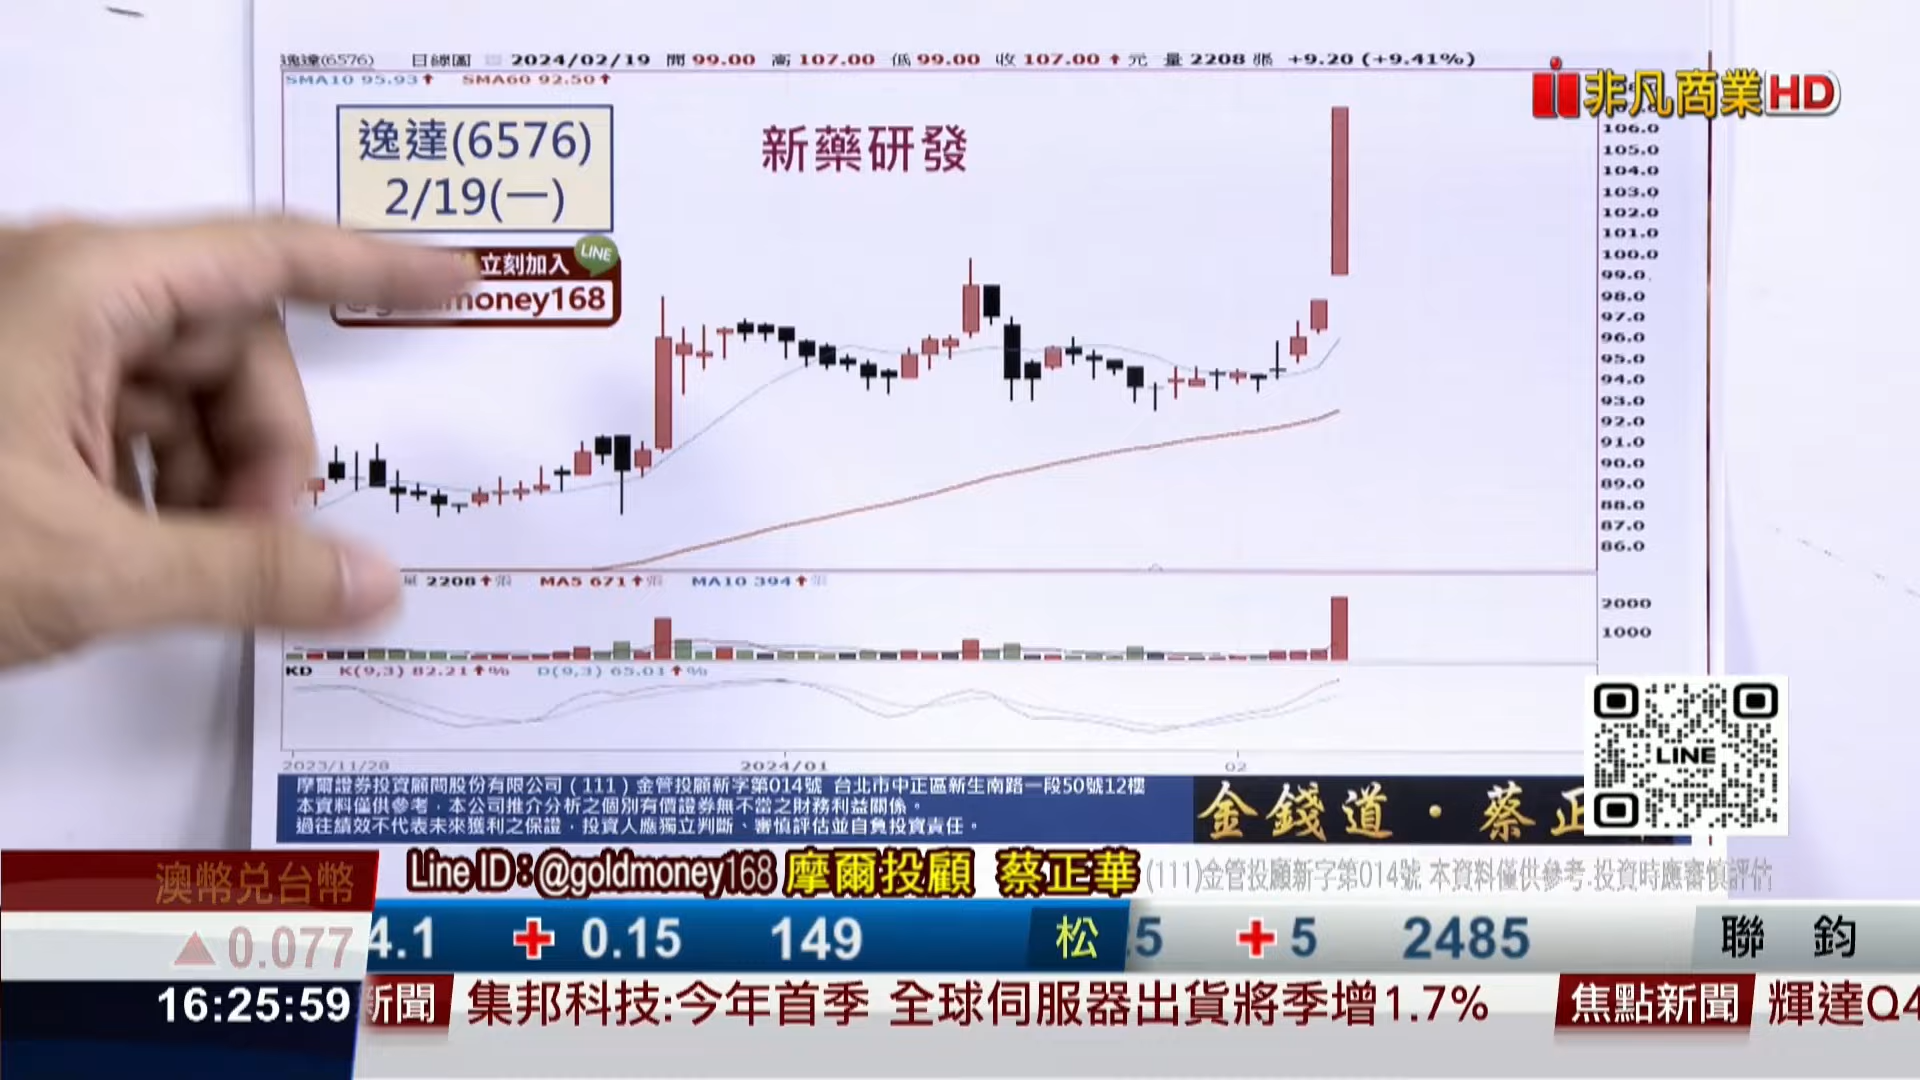 逸達(6576) 日線圖 2024/02/19 開 99.00 高 107.00 低 99.00 收 107.00 ↑ 元 量 2208 張 +9.20 (+9.41%)
SMA10 95.93↑ SMA60 92.50↑
非凡商業HD
逸達(6576)
2/19(一)
新藥研發
立刻加入
LINE
money168
106.0
105.0
104.0
103.0
102.0
101.0
100.0
99.0
98.0
97.0
96.0
95.0
94.0
93.0
92.0
91.0
90.0
89.0
88.0
87.0
86.0
量 2208↑張 MA5 671↑張 MA10 394↑張
2000
1000
KD K(9,3) 82.21↑% D(9,3) 65.01↑%
2023/11/28 2024/01 02
LINE
摩爾證券投資顧問股份有限公司(111)金管投顧新字第014號 台北市中正區新生南路一段50號12樓
本資料僅供參考，本公司推介分析之個別有價證券無不當之財務利益關係。
過往績效不代表未來獲利之保證，投資人應獨立判斷、審慎評估並自負投資責任。
金錢道・蔡正
Line ID:@goldmoney168 摩爾投顧 蔡正華 (111)金管投顧新字第014號 本資料僅供參考.投資時應審慎評估
澳幣兌台幣
▲0.077
4.1 + 0.15 149 松 5 + 5 2485 聯鈞
16:25:59
新聞 集邦科技:今年首季 全球伺服器出貨將季增1.7% 焦點新聞 輝達Q4